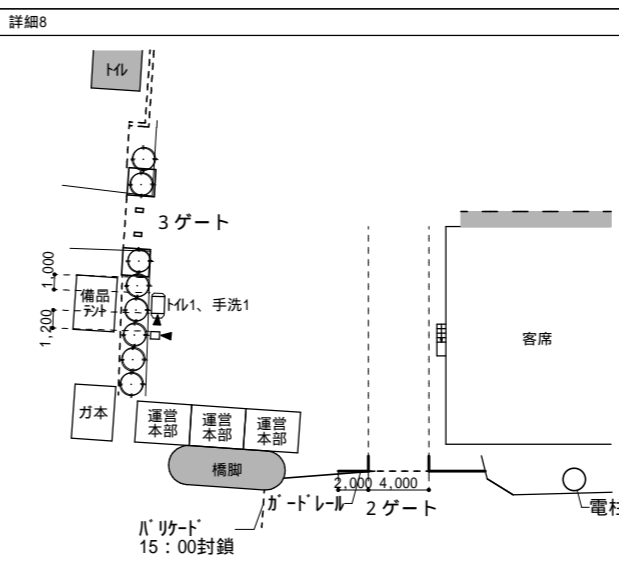 詳細8
ﾄｲﾚ
3 ゲート
1,000
備品
ﾃﾝﾄ
ﾄｲﾚ1、手洗1
1,200
客席
ガ本
運営
本部
運営
本部
運営
本部
橋脚
2,000
4,000
ｶﾞｰﾄﾞﾚｰﾙ
2 ゲート
電柱
ﾊﾞﾘｹｰﾄﾞ
15：00封鎖